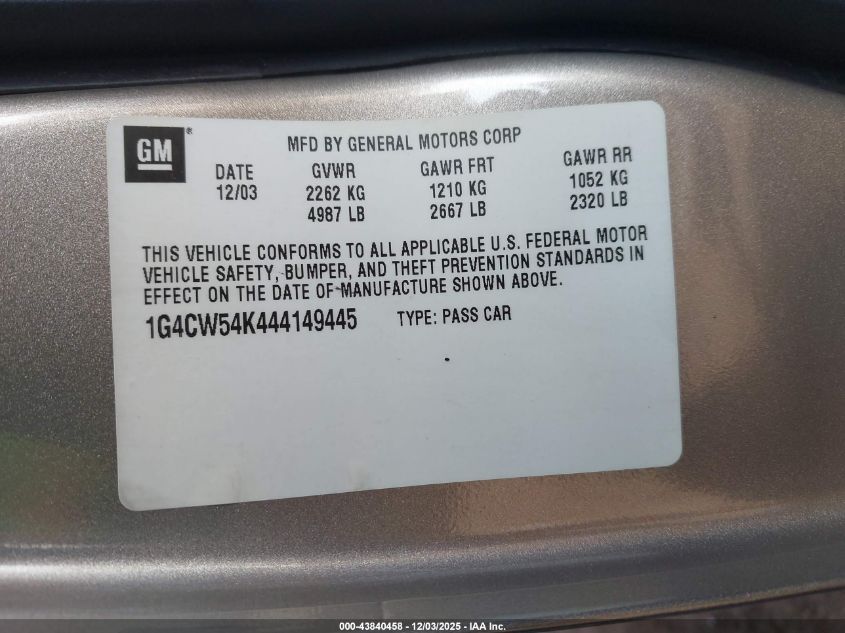 GM®
MFD BY GENERAL MOTORS CORP
DATE GVWR GAWR FRT GAWR RR
12/03 2262 KG 1210 KG 1052 KG
4987 LB 2667 LB 2320 LB
THIS VEHICLE CONFORMS TO ALL APPLICABLE U.S. FEDERAL MOTOR
VEHICLE SAFETY, BUMPER, AND THEFT PREVENTION STANDARDS IN
EFFECT ON THE DATE OF MANUFACTURE SHOWN ABOVE.
1G4CW54K444149445 TYPE: PASS CAR
000-43840458 - 12/03/2025 - IAA Inc.